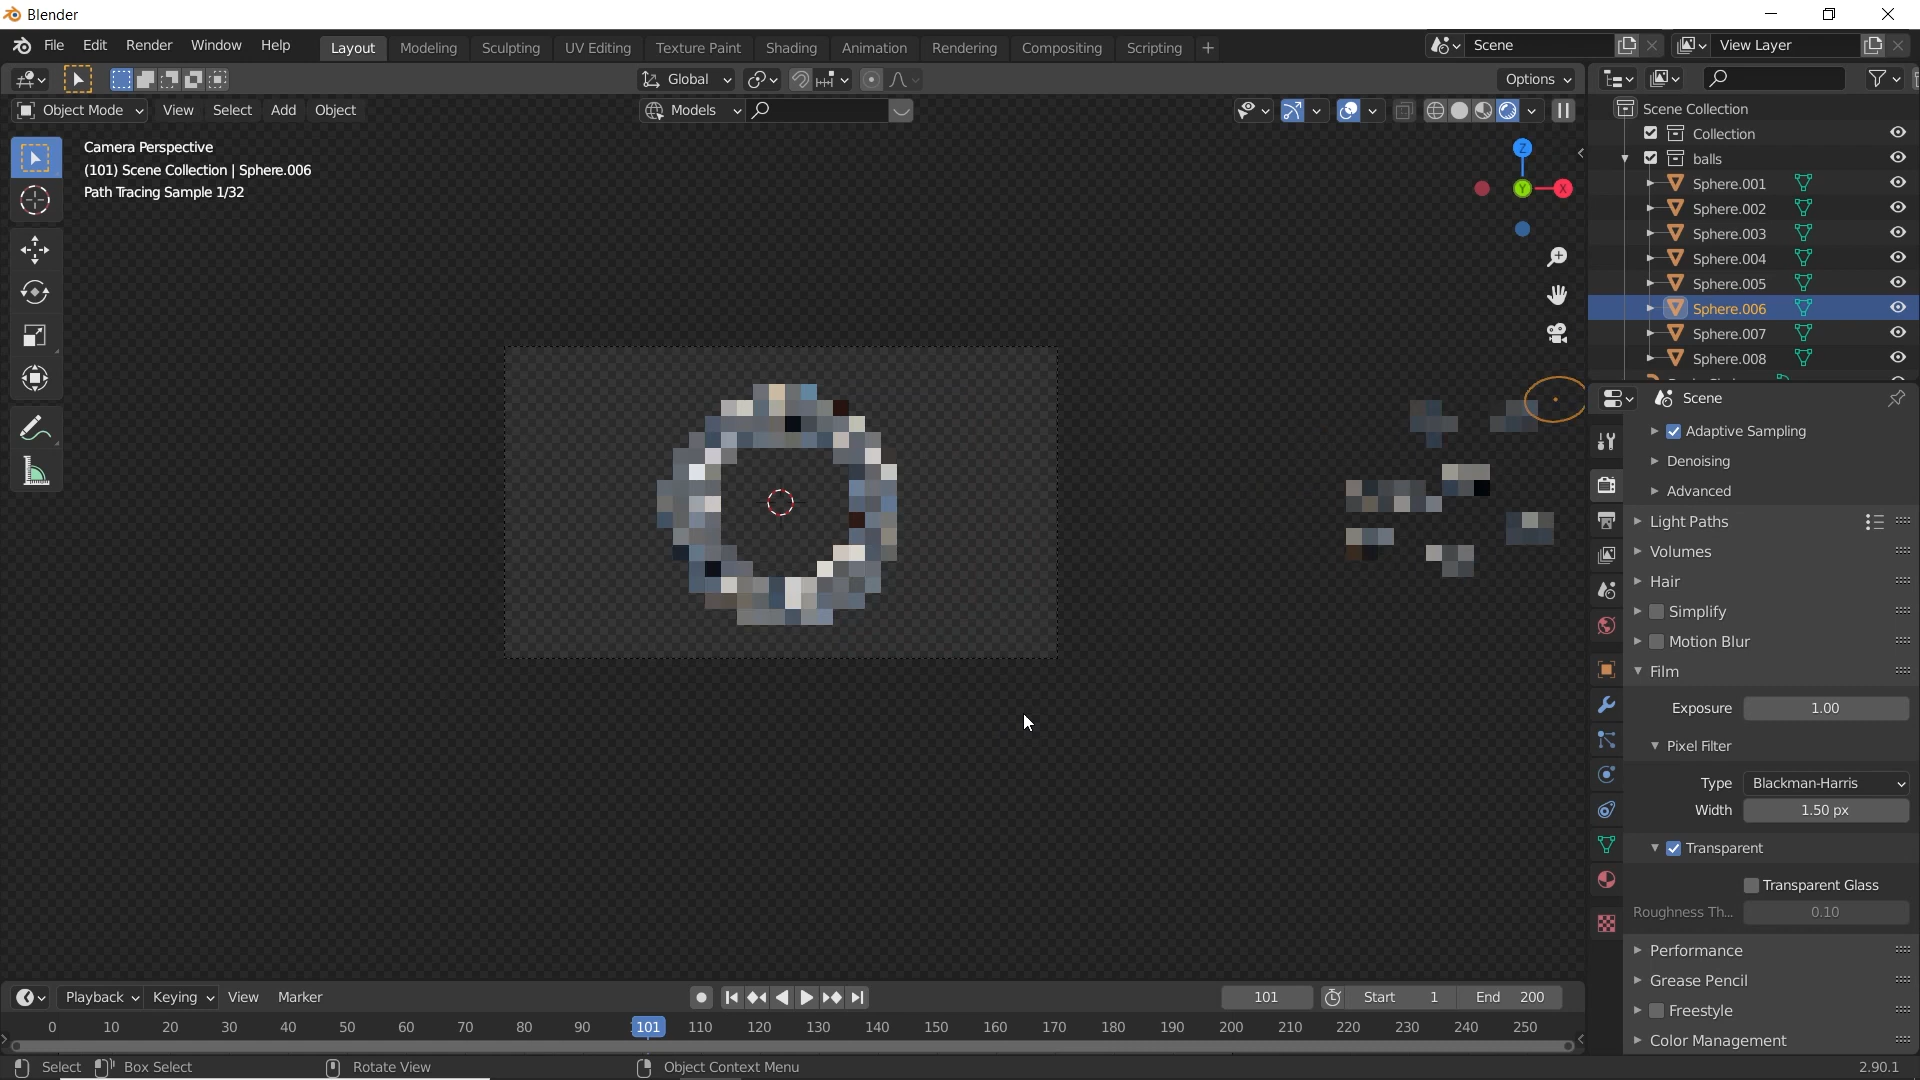 Blender
File Edit Render Window Help Layout Modeling Sculpting UV Editing Texture Paint Shading Animation Rendering Compositing Scripting + Scene View Layer
Global Options
Object Mode View Select Add Object Models
Camera Perspective
(101) Scene Collection | Sphere.006
Path Tracing Sample 1/32
Z
Y
X
Scene Collection
Collection
balls
Sphere.001
Sphere.002
Sphere.003
Sphere.004
Sphere.005
Sphere.006
Sphere.007
Sphere.008
Scene
Adaptive Sampling
Denoising
Advanced
Light Paths
Volumes
Hair
Simplify
Motion Blur
Film
Exposure 1.00
Pixel Filter
Type Blackman-Harris
Width 1.50 px
Transparent
Transparent Glass
Roughness Th... 0.10
Performance
Grease Pencil
Freestyle
Color Management
Playback Keying View Marker 101 Start 1 End 200
0 10 20 30 40 50 60 70 80 90 101 110 120 130 140 150 160 170 180 190 200 210 220 230 240 250
Select Box Select Rotate View Object Context Menu 2.90.1